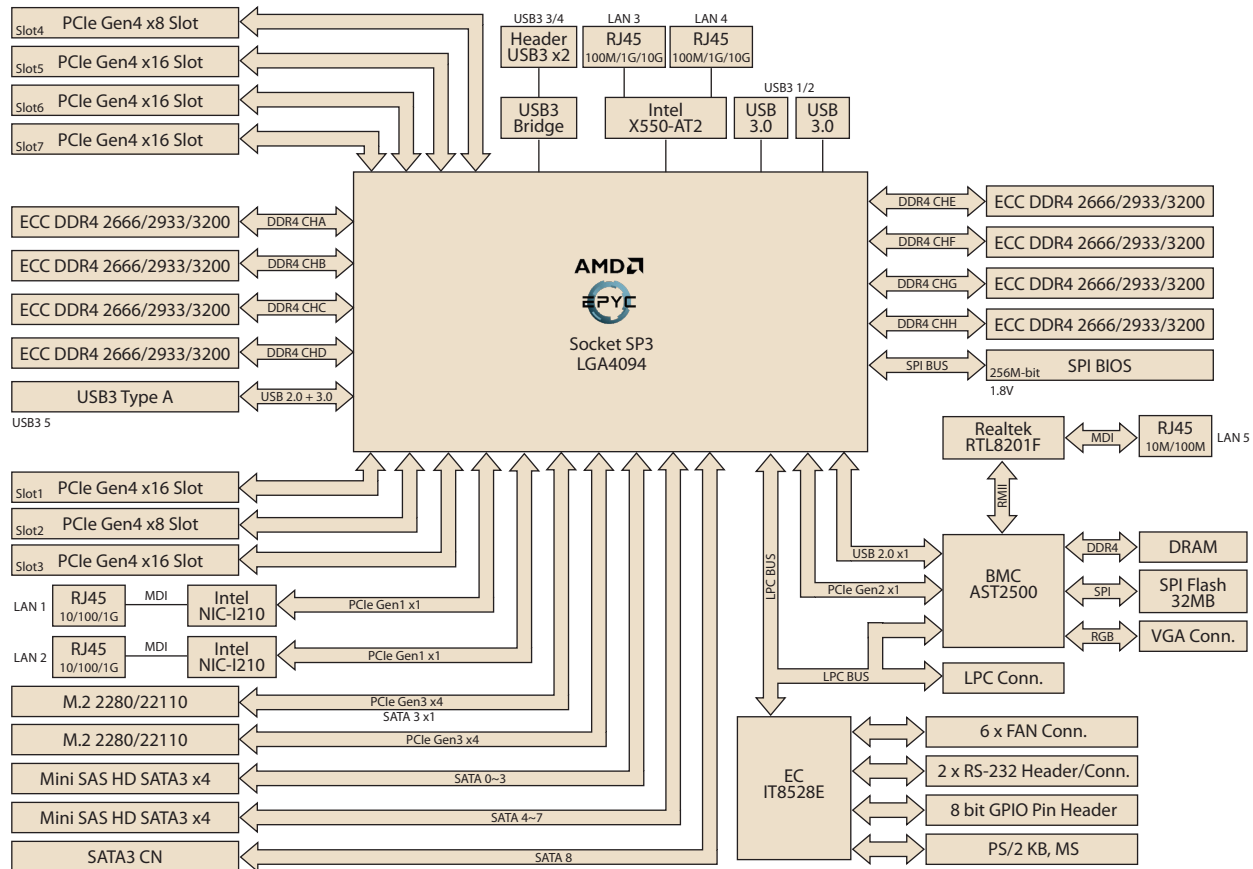 Slot4 PCIe Gen4 x8 Slot
Slot5 PCIe Gen4 x16 Slot
Slot6 PCIe Gen4 x16 Slot
Slot7 PCIe Gen4 x16 Slot
USB3 3/4
Header
USB3 x2
USB3
Bridge
LAN 3
RJ45
100M/1G/10G
LAN 4
RJ45
100M/1G/10G
Intel
X550-AT2
USB3 1/2
USB
3.0
USB
3.0
ECC DDR4 2666/2933/3200
DDR4 CHA
ECC DDR4 2666/2933/3200
DDR4 CHB
ECC DDR4 2666/2933/3200
DDR4 CHC
ECC DDR4 2666/2933/3200
DDR4 CHD
USB3 Type A
USB 2.0 + 3.0
USB3 5
AMD
EPYC
Socket SP3
LGA4094
DDR4 CHE
ECC DDR4 2666/2933/3200
DDR4 CHF
ECC DDR4 2666/2933/3200
DDR4 CHG
ECC DDR4 2666/2933/3200
DDR4 CHH
ECC DDR4 2666/2933/3200
SPI BUS
256M-bit SPI BIOS
1.8V
Slot1 PCIe Gen4 x16 Slot
Slot2 PCIe Gen4 x8 Slot
Slot3 PCIe Gen4 x16 Slot
LAN 1
RJ45
10/100/1G
MDI
Intel
NIC-I210
PCIe Gen1 x1
LAN 2
RJ45
10/100/1G
MDI
Intel
NIC-I210
PCIe Gen1 x1
M.2 2280/22110
PCIe Gen3 x4
SATA 3 x1
M.2 2280/22110
PCIe Gen3 x4
Mini SAS HD SATA3 x4
SATA 0~3
Mini SAS HD SATA3 x4
SATA 4~7
SATA3 CN
SATA 8
Realtek
RTL8201F
MDI
RJ45
10M/100M
LAN 5
RMII
USB 2.0 x1
PCIe Gen2 x1
LPC BUS
BMC
AST2500
DDR4
DRAM
SPI
SPI Flash
32MB
RGB
VGA Conn.
LPC BUS
LPC Conn.
EC
IT8528E
6 x FAN Conn.
2 x RS-232 Header/Conn.
8 bit GPIO Pin Header
PS/2 KB, MS